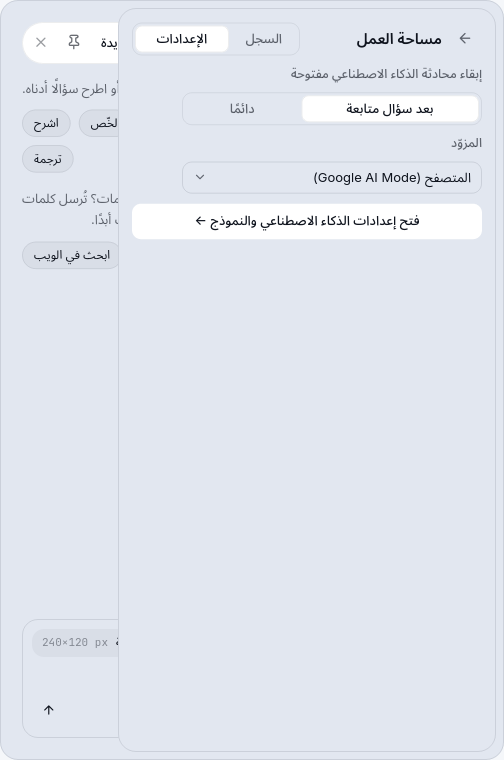 مساحة العمل
السجل
الإعدادات
إبقاء محادثة الذكاء الاصطناعي مفتوحة
بعد سؤال متابعة
دائمًا
المزوّد
المتصفح (Google AI Mode)
فتح إعدادات الذكاء الاصطناعي والنموذج ←
أو اطرح سؤالًا أدناه.
لخّص
اشرح
ترجمة
تُرسل كلمات
أبدًا.
ابحث في الويب
240×120 px